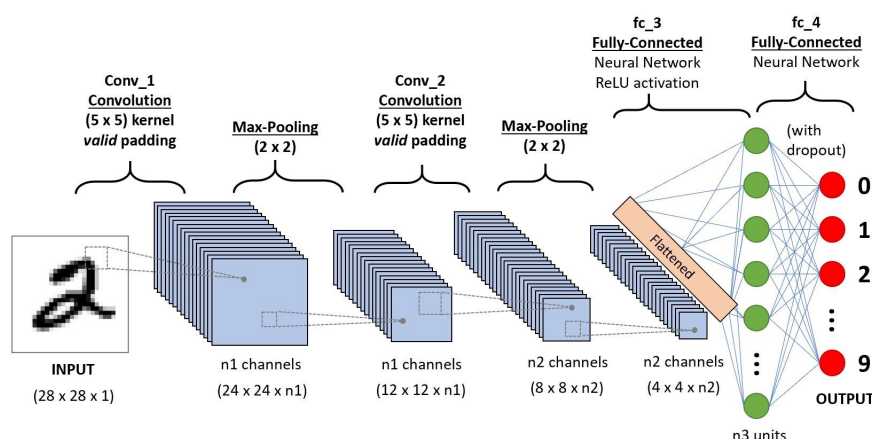 fc_3
Fully-Connected
Neural Network
ReLU activation
fc_4
Fully-Connected
Neural Network
Conv_1
Convolution
(5 x 5) kernel
valid padding
Max-Pooling
(2 x 2)
Conv_2
Convolution
(5 x 5) kernel
valid padding
Max-Pooling
(2 x 2)
(with
dropout)
Flattened
0
1
2
9
2
INPUT
(28 x 28 x 1)
n1 channels
(24 x 24 x n1)
n1 channels
(12 x 12 x n1)
n2 channels
(8 x 8 x n2)
n2 channels
(4 x 4 x n2)
OUTPUT
n3 units